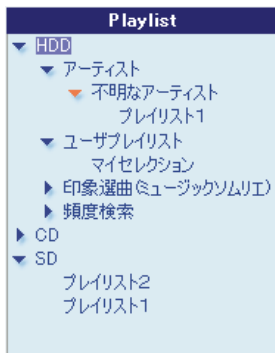 Playlist
HDD
アーティスト
不明なアーティスト
プレイリスト1
ユーザプレイリスト
マイセレクション
印象選曲(ミュージックソムリエ)
頻度検索
CD
SD
プレイリスト2
プレイリスト1